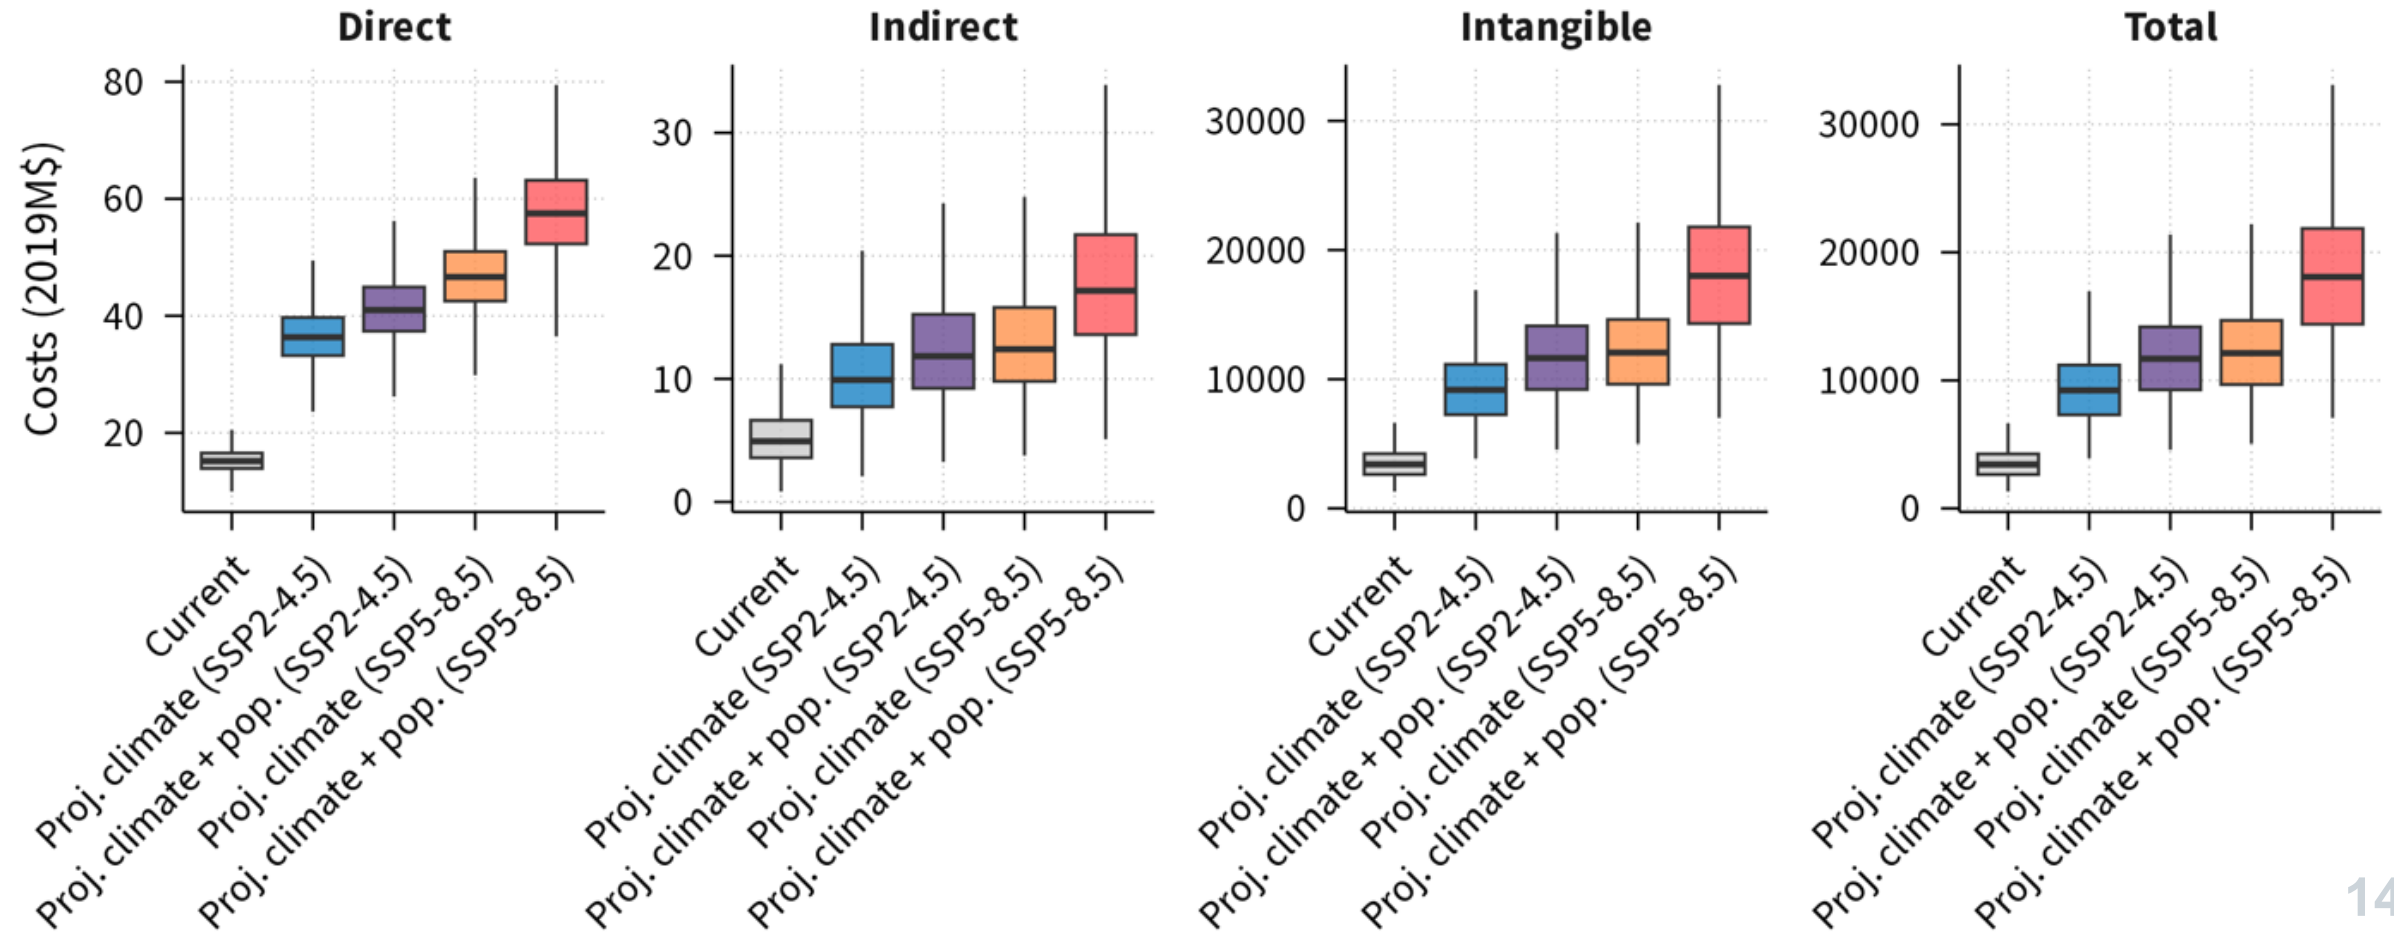 Direct
Indirect
Intangible
Total
Costs (2019M$)
80
60
40
20
30
20
10
0
30000
20000
10000
0
30000
20000
10000
0
Current
Proj. climate (SSP2-4.5)
Proj. climate + pop. (SSP2-4.5)
Proj. climate (SSP5-8.5)
Proj. climate + pop. (SSP5-8.5)
Current
Proj. climate (SSP2-4.5)
Proj. climate + pop. (SSP2-4.5)
Proj. climate (SSP5-8.5)
Proj. climate + pop. (SSP5-8.5)
Current
Proj. climate (SSP2-4.5)
Proj. climate + pop. (SSP2-4.5)
Proj. climate (SSP5-8.5)
Proj. climate + pop. (SSP5-8.5)
Current
Proj. climate (SSP2-4.5)
Proj. climate + pop. (SSP2-4.5)
Proj. climate (SSP5-8.5)
Proj. climate + pop. (SSP5-8.5)
14